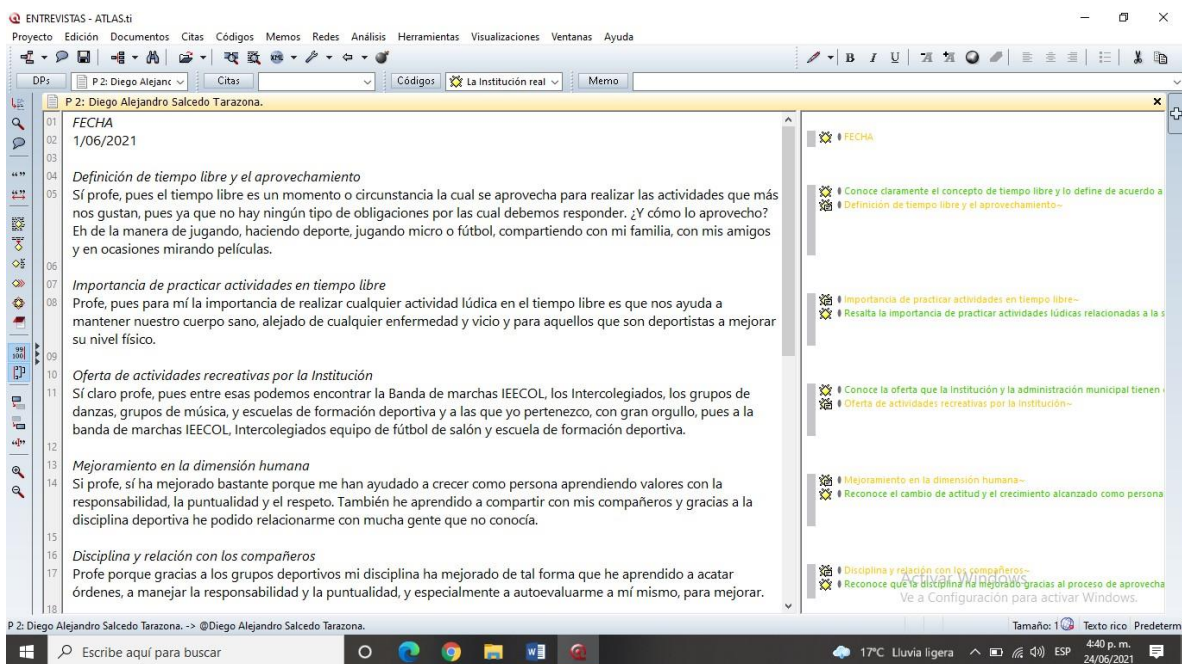 ENTREVISTAS - ATLAS.ti
Proyecto Edición Documentos Citas Códigos Memos Redes Análisis Herramientas Visualizaciones Ventanas Ayuda
B I U
DPs P 2: Diego Alejanc Citas Códigos La Institución real Memo
P 2: Diego Alejandro Salcedo Tarazona.
01 FECHA
02 1/06/2021
03
04 Definición de tiempo libre y el aprovechamiento
05 Sí profe, pues el tiempo libre es un momento o circunstancia la cual se aprovecha para realizar las actividades que más
nos gustan, pues ya que no hay ningún tipo de obligaciones por las cual debemos responder. ¿Y cómo lo aprovecho?
Eh de la manera de jugando, haciendo deporte, jugando micro o fútbol, compartiendo con mi familia, con mis amigos
y en ocasiones mirando películas.
06
07 Importancia de practicar actividades en tiempo libre
08 Profe, pues para mí la importancia de realizar cualquier actividad lúdica en el tiempo libre es que nos ayuda a
mantener nuestro cuerpo sano, alejado de cualquier enfermedad y vicio y para aquellos que son deportistas a mejorar
su nivel físico.
09
10 Oferta de actividades recreativas por la Institución
11 Sí claro profe, pues entre esas podemos encontrar la Banda de marchas IEECOL, los Intercolegiados, los grupos de
danzas, grupos de música, y escuelas de formación deportiva y a las que yo pertenezco, con gran orgullo, pues a la
banda de marchas IEECOL, Intercolegiados equipo de fútbol de salón y escuela de formación deportiva.
12
13 Mejoramiento en la dimensión humana
14 Si profe, sí ha mejorado bastante porque me han ayudado a crecer como persona aprendiendo valores con la
responsabilidad, la puntualidad y el respeto. También he aprendido a compartir con mis compañeros y gracias a la
disciplina deportiva he podido relacionarme con mucha gente que no conocía.
15
16 Disciplina y relación con los compañeros
17 Profe porque gracias a los grupos deportivos mi disciplina ha mejorado de tal forma que he aprendido a acatar
órdenes, a manejar la responsabilidad y la puntualidad, y especialmente a autoevaluarme a mí mismo, para mejorar.
18
FECHA
Conoce claramente el concepto de tiempo libre y lo define de acuerdo a
Definición de tiempo libre y el aprovechamiento~
Importancia de practicar actividades en tiempo libre~
Resalta la importancia de practicar actividades lúdicas relacionadas a la s
Conoce la oferta que la Institución y la administración municipal tienen
Oferta de actividades recreativas por la Institución~
Mejoramiento en la dimensión humana~
Reconoce el cambio de actitud y el crecimiento alcanzado como persona
Disciplina y relación con los compañeros~
Reconoce que la disciplina ha mejorado gracias al proceso de aprovecha
Activar Windows
Ve a Configuración para activar Windows.
P 2: Diego Alejandro Salcedo Tarazona. -> @Diego Alejandro Salcedo Tarazona.
Tamaño: 1 Texto rico Predeterm
Escribe aquí para buscar
17°C Lluvia ligera ESP
4:40 p. m.
24/06/2021